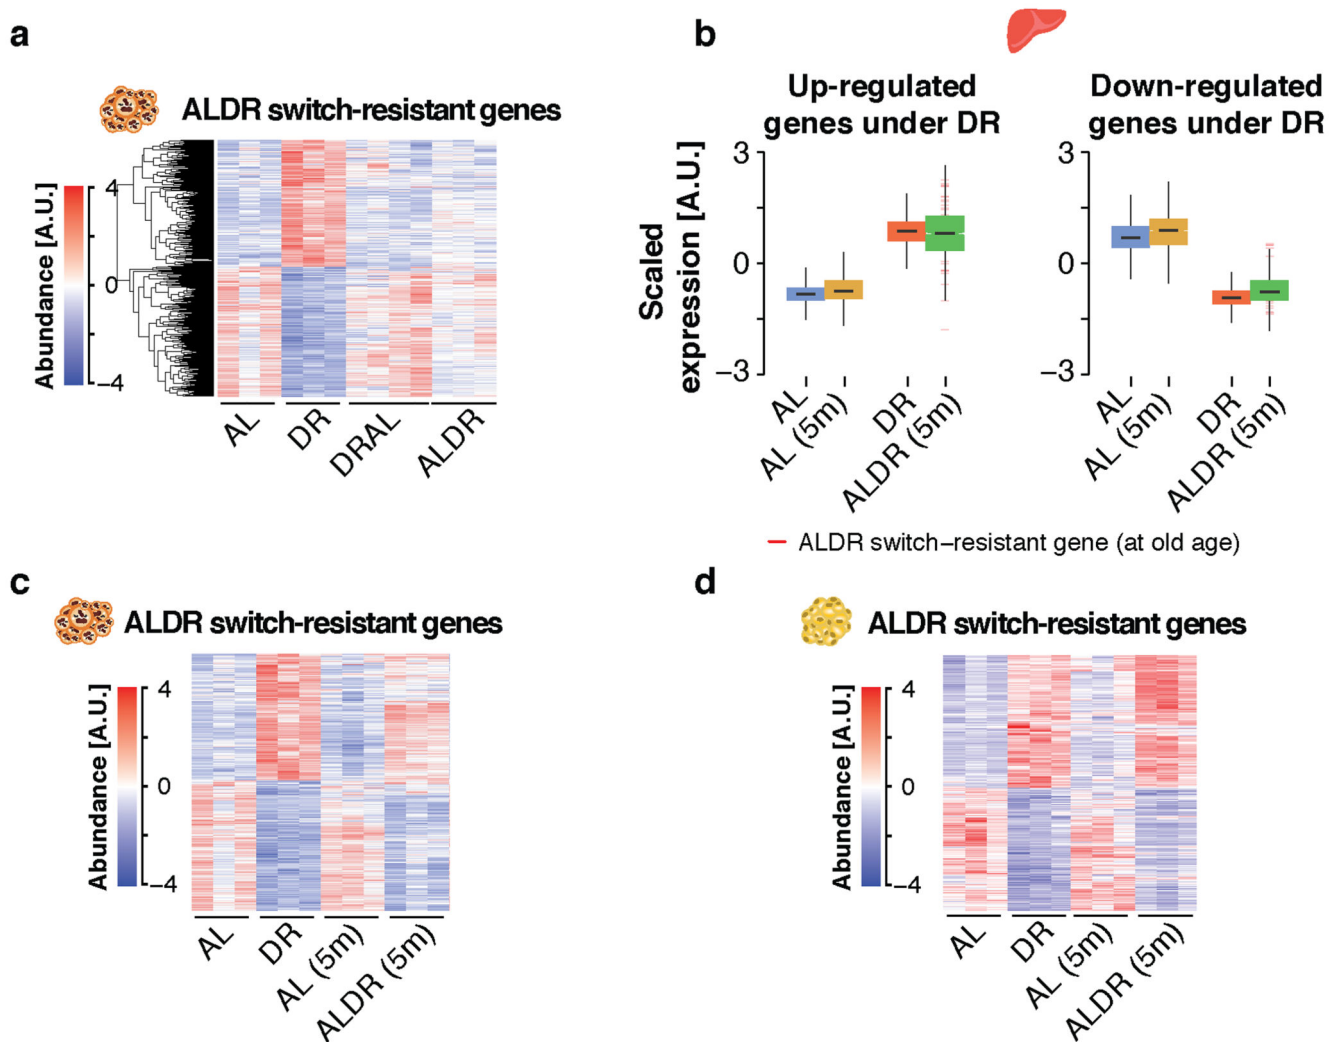 a
ALDR switch-resistant genes
Abundance [A.U.]
4
0
−4
AL
DR
DRAL
ALDR
b
Up-regulated
genes under DR
Down-regulated
genes under DR
Scaled
expression [A.U.]
3
0
−3
AL
AL (5m)
DR
ALDR (5m)
3
0
−3
AL
AL (5m)
DR
ALDR (5m)
ALDR switch−resistant gene (at old age)
c
ALDR switch-resistant genes
Abundance [A.U.]
4
0
−4
AL
DR
AL (5m)
ALDR (5m)
d
ALDR switch-resistant genes
Abundance [A.U.]
4
0
−4
AL
DR
AL (5m)
ALDR (5m)